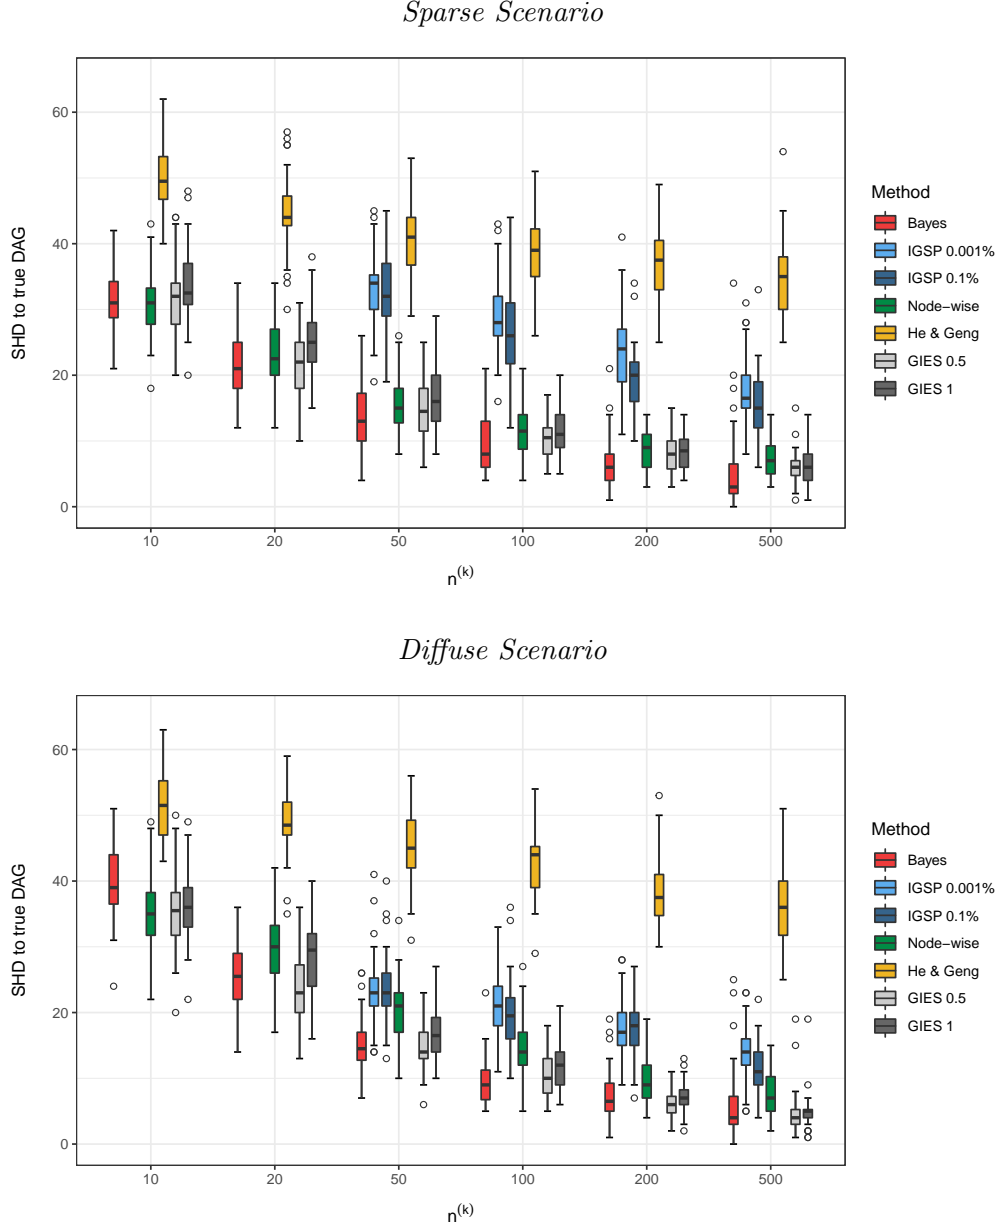 Sparse Scenario
SHD to true DAG
60
40
20
0
10 20 50 100 200 500
n(k)
Method
Bayes
IGSP 0.001%
IGSP 0.1%
Node−wise
He & Geng
GIES 0.5
GIES 1
Diffuse Scenario
SHD to true DAG
60
40
20
0
10 20 50 100 200 500
n(k)
Method
Bayes
IGSP 0.001%
IGSP 0.1%
Node−wise
He & Geng
GIES 0.5
GIES 1